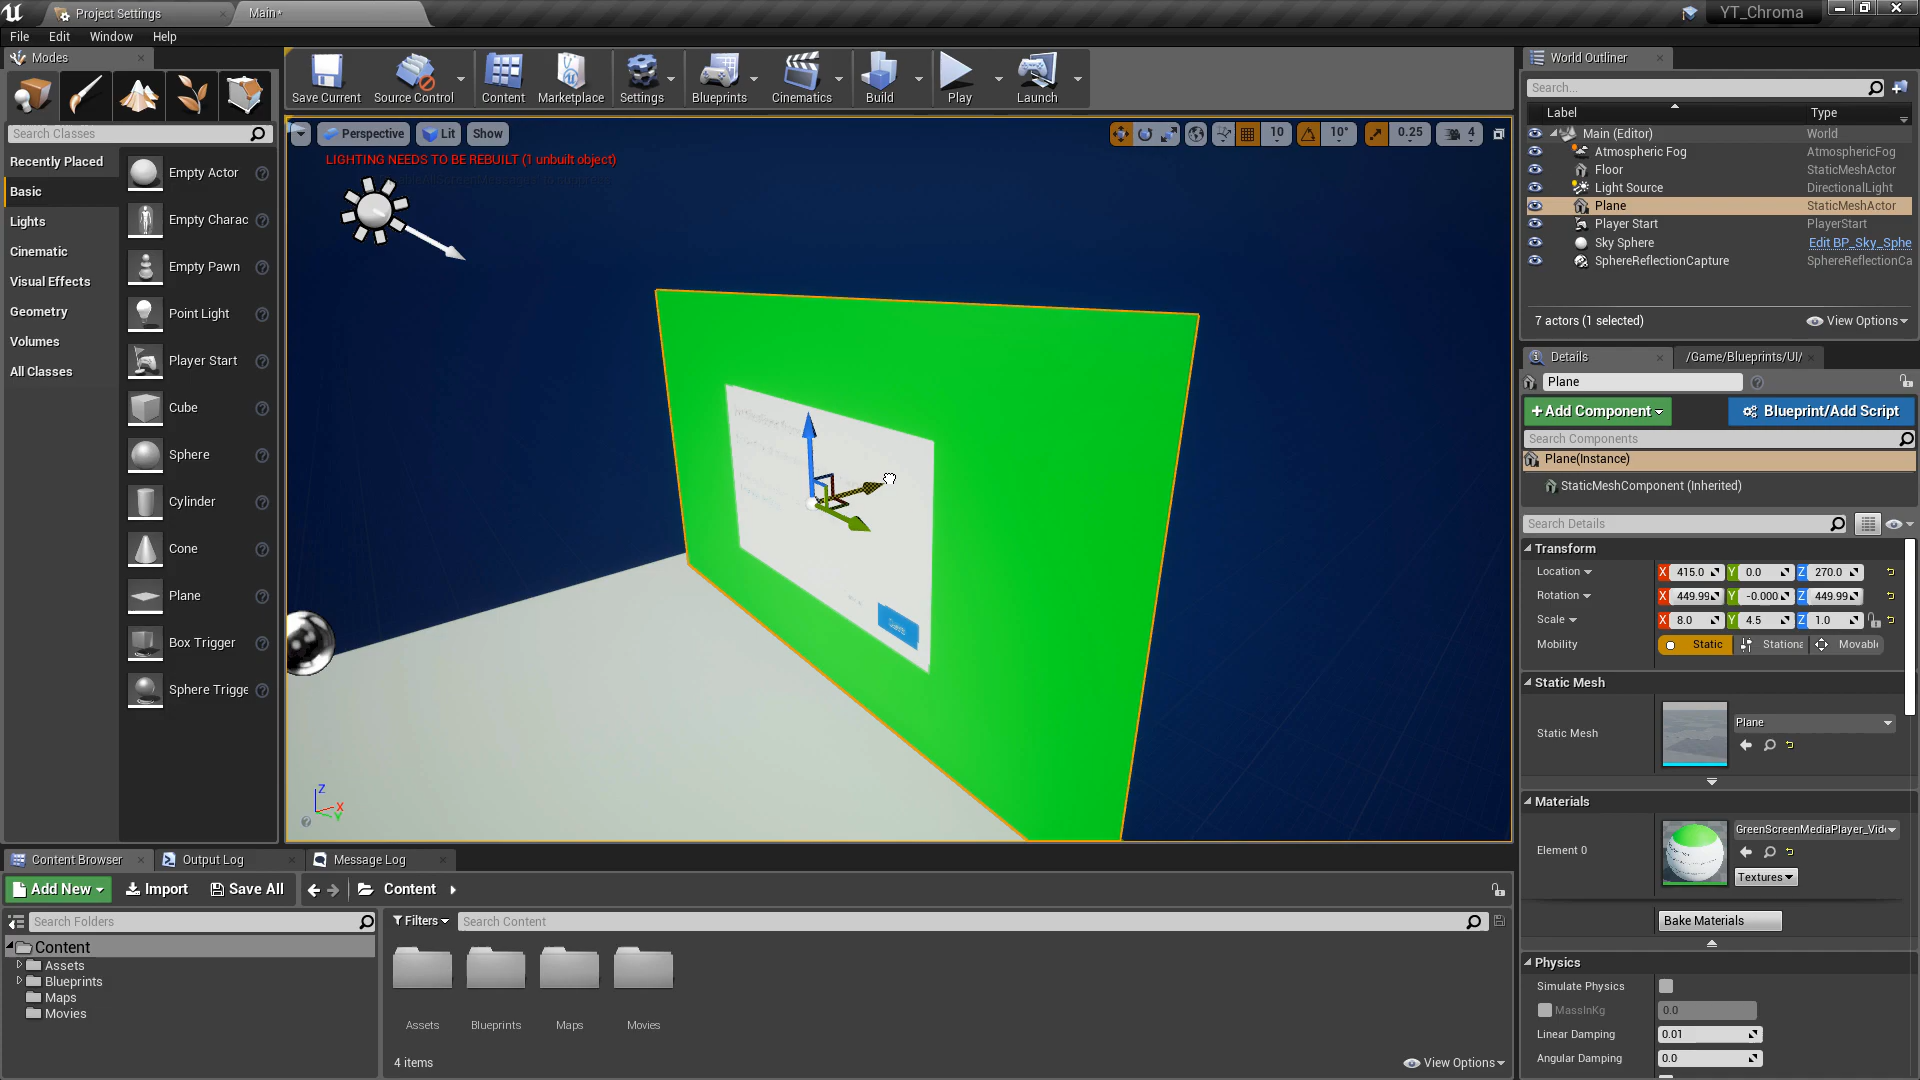 Project Settings
Main*
YT_Chroma
File Edit Window Help
Modes
Save Current
Source Control
Content
Marketplace
Settings
Blueprints
Cinematics
Build
Play
Launch
Search Classes
Recently Placed
Basic
Lights
Cinematic
Visual Effects
Geometry
Volumes
All Classes
Empty Actor
Empty Charac
Empty Pawn
Point Light
Player Start
Cube
Sphere
Cylinder
Cone
Plane
Box Trigger
Sphere Trigge
Perspective
Lit
Show
10
10°
0.25
4
LIGHTING NEEDS TO BE REBUILT (1 unbuilt object)
Z
X
Y
World Outliner
Search...
Label Type
Main (Editor) World
Atmospheric Fog AtmosphericFog
Floor StaticMeshActor
Light Source DirectionalLight
Plane StaticMeshActor
Player Start PlayerStart
Sky Sphere Edit BP_Sky_Sphe
SphereReflectionCapture SphereReflectionCa
7 actors (1 selected)
View Options
Details
/Game/Blueprints/UI/
Plane
+Add Component
Blueprint/Add Script
Search Components
Plane(Instance)
StaticMeshComponent (Inherited)
Search Details
Transform
Location X 415.0 Y 0.0 Z 270.0
Rotation X 449.99 Y -0.000 Z 449.99
Scale X 8.0 Y 4.5 Z 1.0
Mobility Static Stationa Movabl
Static Mesh
Static Mesh
Plane
Materials
Element 0
GreenScreenMediaPlayer_Vid
Textures
Bake Materials
Physics
Simulate Physics
MassInKg 0.0
Linear Damping 0.01
Angular Damping 0.0
Content Browser
Output Log
Message Log
Add New
Import
Save All
Content
Search Folders
Filters
Search Content
Content
Assets
Blueprints
Maps
Movies
Assets
Blueprints
Maps
Movies
4 items
View Options